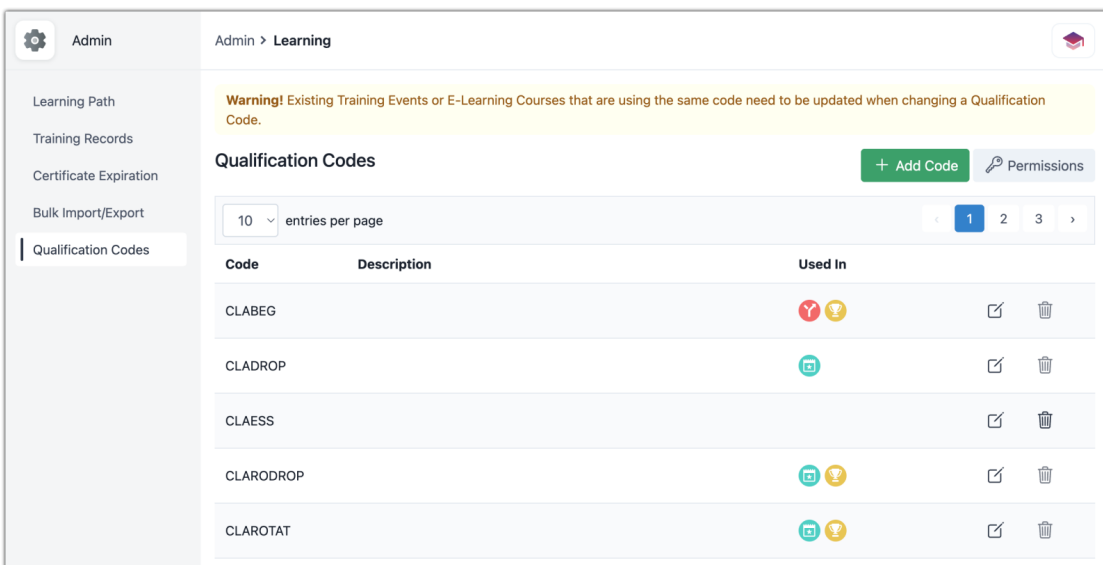 Admin
Admin > Learning
Learning Path
Training Records
Certificate Expiration
Bulk Import/Export
Qualification Codes
Warning! Existing Training Events or E-Learning Courses that are using the same code need to be updated when changing a Qualification
Code.
Qualification Codes
+ Add Code
Permissions
10 entries per page
‹ 1 2 3 ›
Code Description Used In
CLABEG
CLADROP
CLAESS
CLARODROP
CLAROTAT